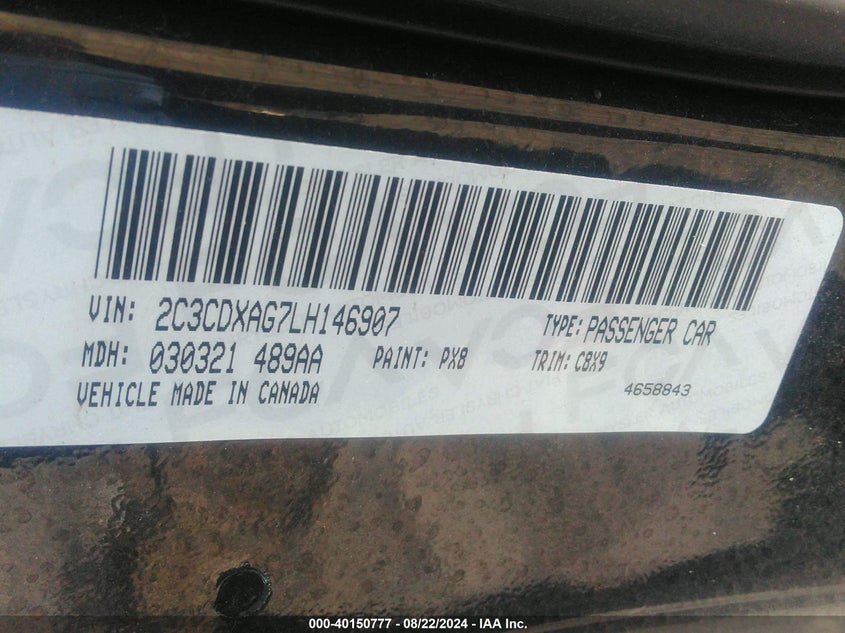 VIN: 2C3CDXAG7LH146907 TYPE: PASSENGER CAR
MDH: 030321 489AA PAINT: PX8 TRIM: C8X9
VEHICLE MADE IN CANADA 4658843
000-40150777 - 08/22/2024 - IAA Inc.